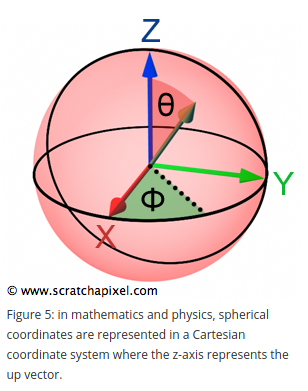 Z
θ
Y
Φ
X
© www.scratchapixel.com
Figure 5: in mathematics and physics, spherical
coordinates are represented in a Cartesian
coordinate system where the z-axis represents the
up vector.